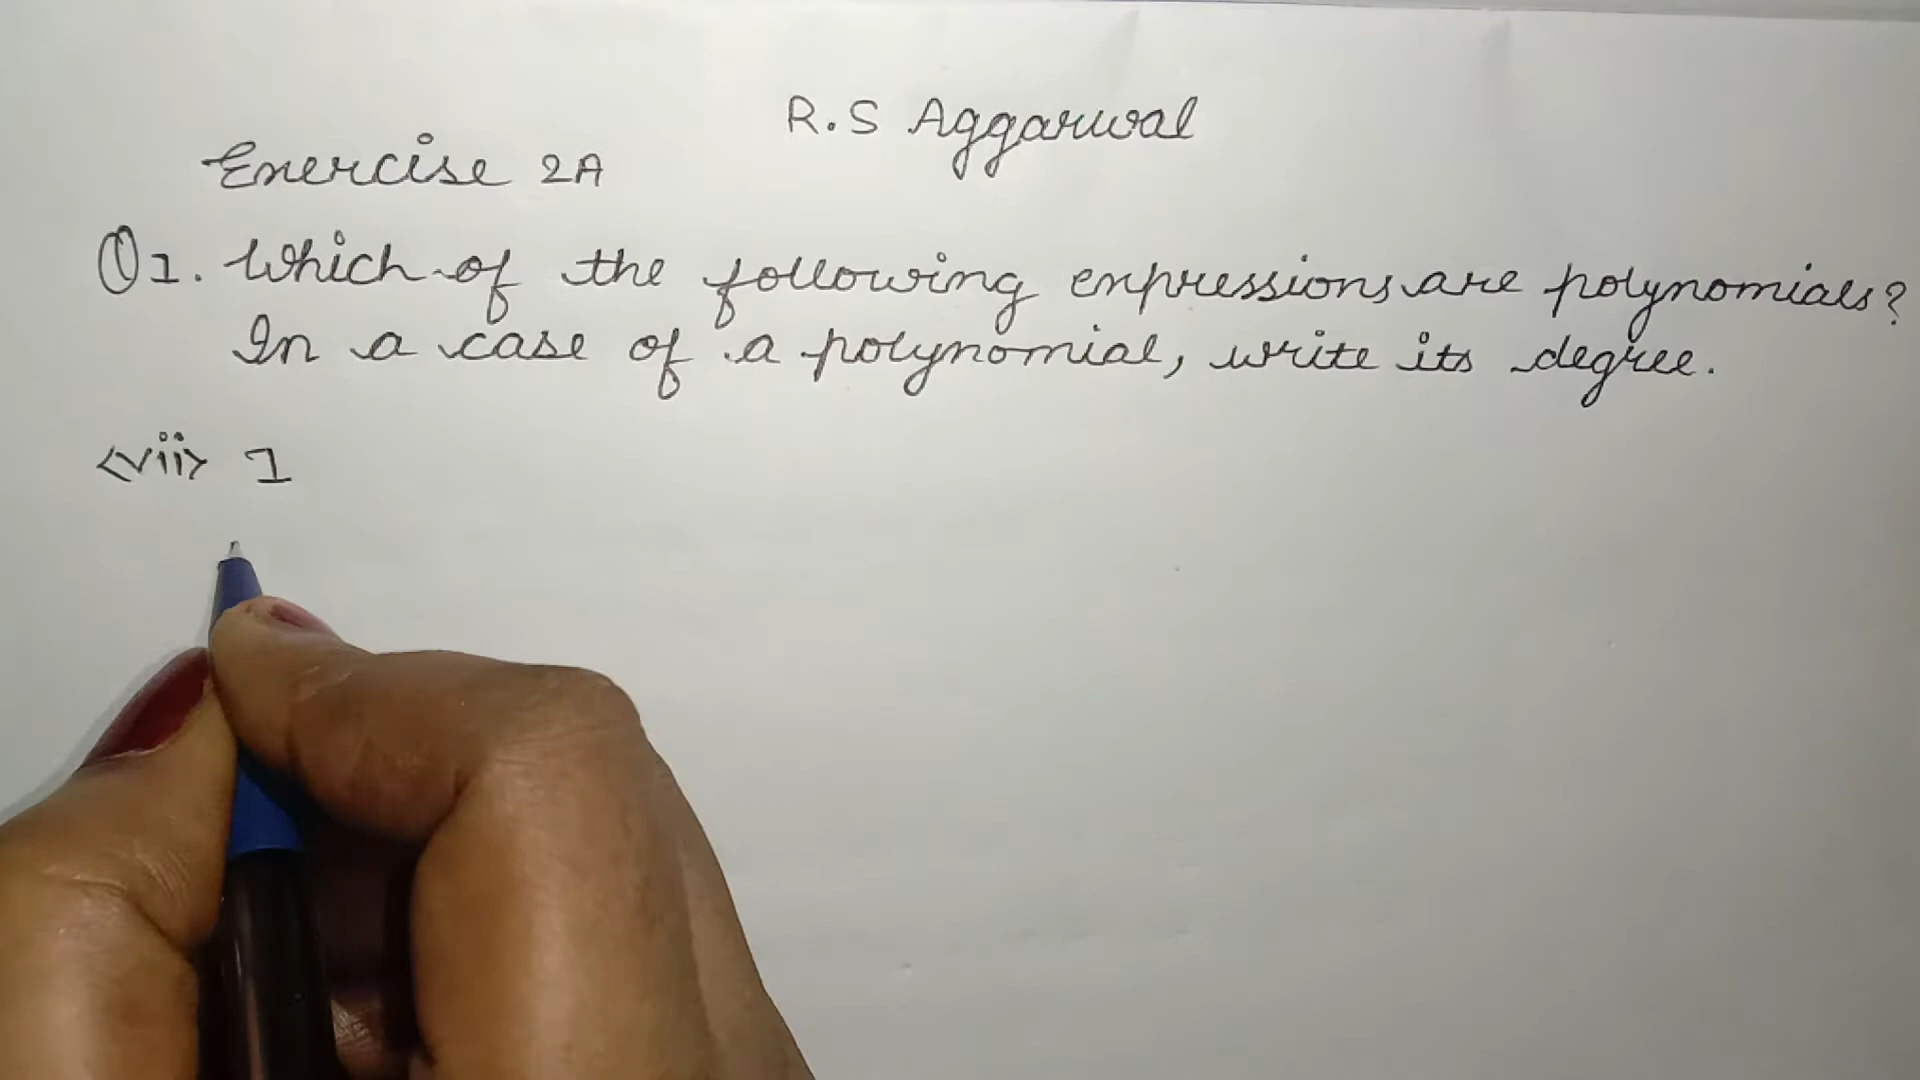 R.S Aggarwal
Exercise 2A
Q1. Which of the following expressions are polynomials?
In a case of a polynomial, write its degree.
<vii> 1